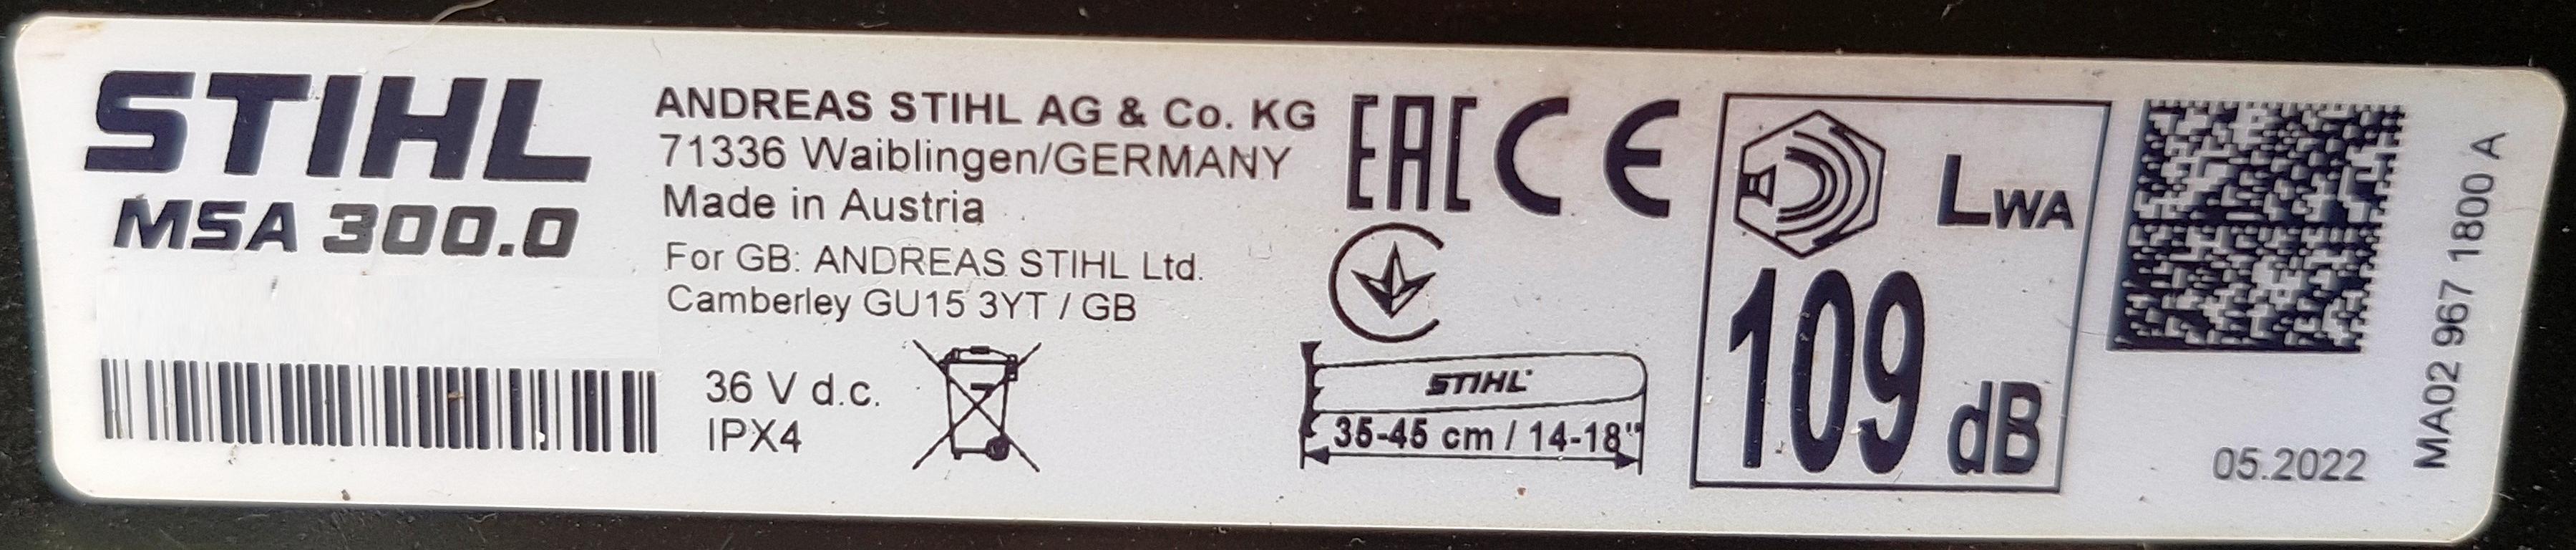 STIHL
MSA 300.0
ANDREAS STIHL AG & Co. KG
71336 Waiblingen/GERMANY
Made in Austria
For GB: ANDREAS STIHL Ltd.
Camberley GU15 3YT / GB
36 V d.c.
IPX4
EAC CE
STIHL
35-45 cm / 14-18"
LWA
109 dB
05.2022
MA02 967 1800 A